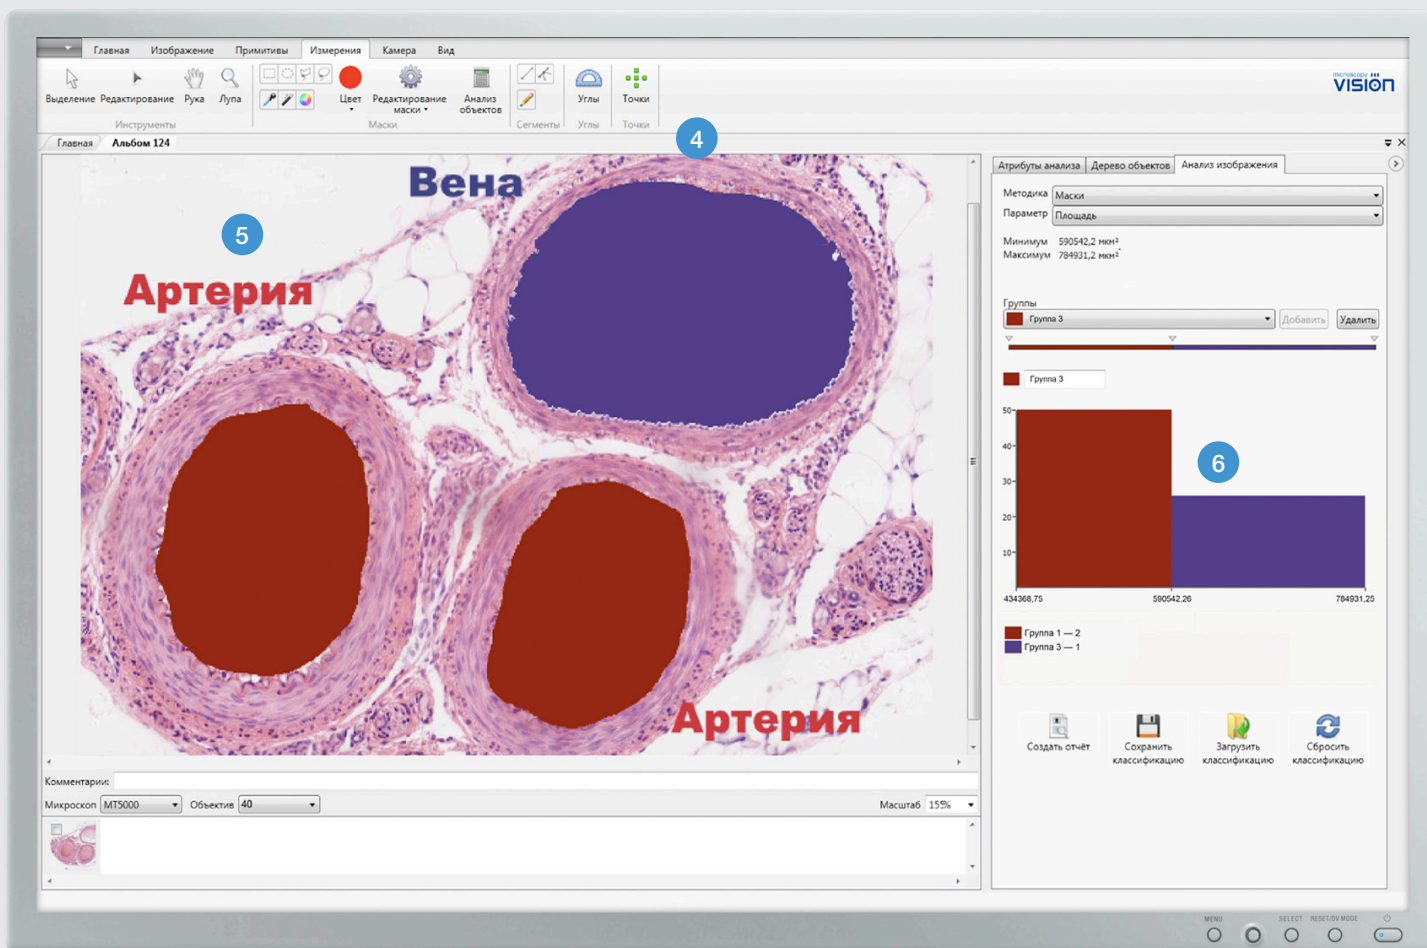 Главная Изображение Примитивы Измерения Камера Вид
Выделение Редактирование Рука Лупа
Цвет
Редактирование маски
Анализ объектов
Углы
Точки
Инструменты Маски Сегменты Углы Точки
microscopy
VISION
Главная Альбом 124
4
Вена
5
Артерия
Артерия
Атрибуты анализа Дерево объектов Анализ изображения
Методика Маски
Параметр Площадь
Минимум 590542,2 мкм²
Максимум 784931,2 мкм²
Группы
Группа 3 Добавить Удалить
Группа 3
50
40
30
20
10
6
434368,75 590542,26 784931,25
Группа 1 — 2
Группа 3 — 1
Создать отчёт
Сохранить классификацию
Загрузить классификацию
Сбросить классификацию
Комментарии:
Микроскоп MT5000 Объектив 40 Масштаб 15%
MENU SELECT RESET/DV MODE